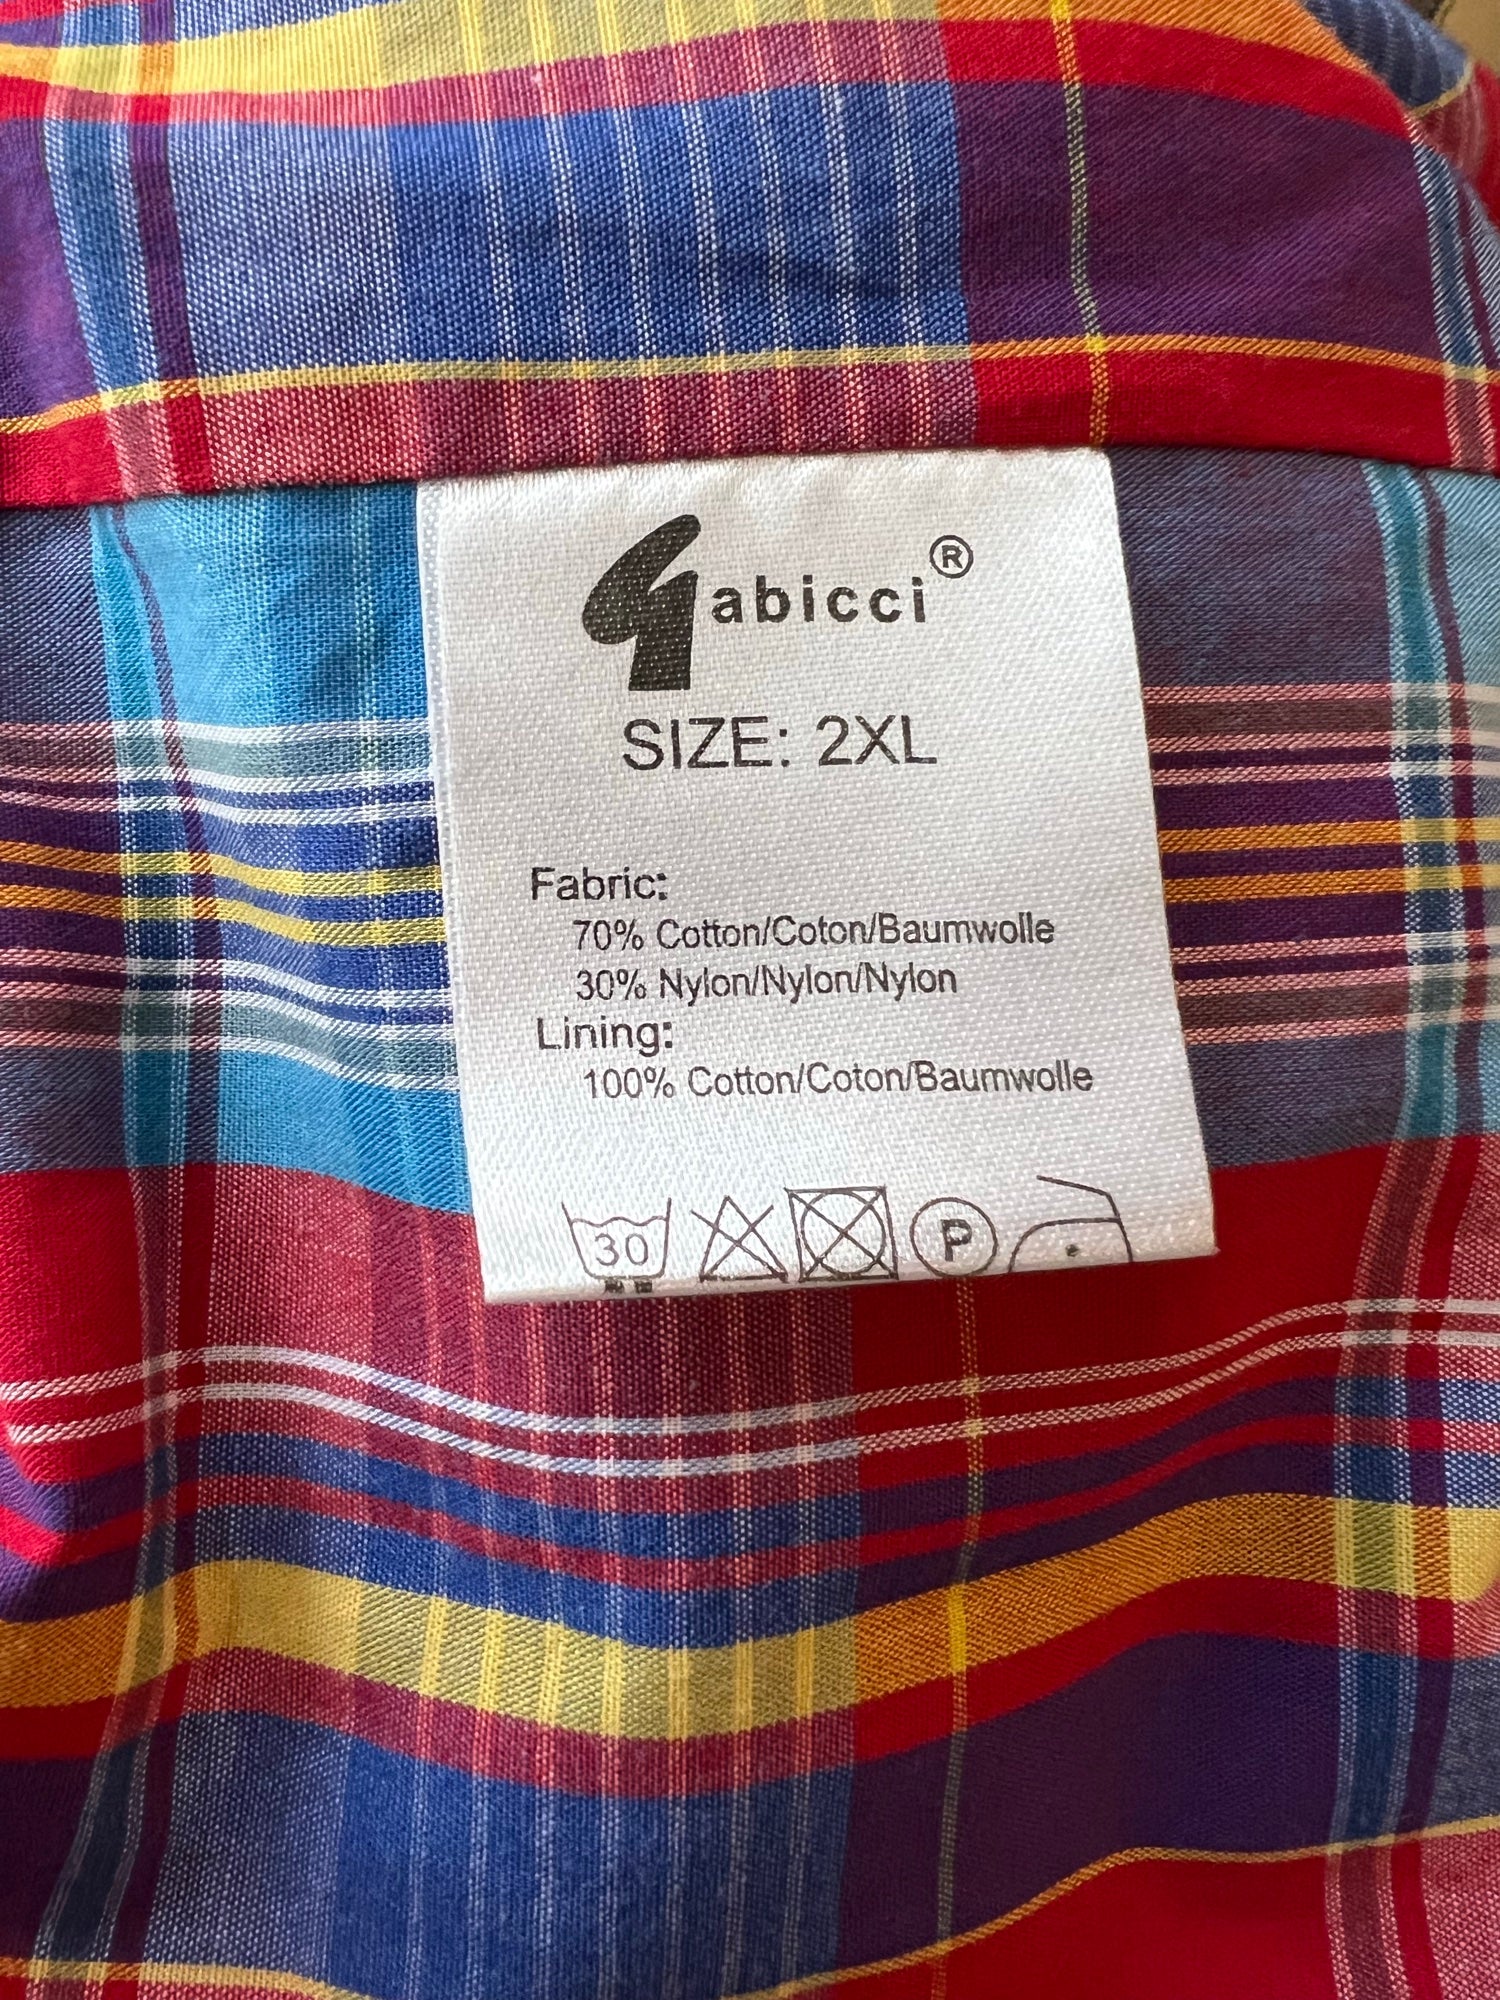 Gabicci®
SIZE: 2XL
Fabric:
70% Cotton/Coton/Baumwolle
30% Nylon/Nylon/Nylon
Lining:
100% Cotton/Coton/Baumwolle
30 P